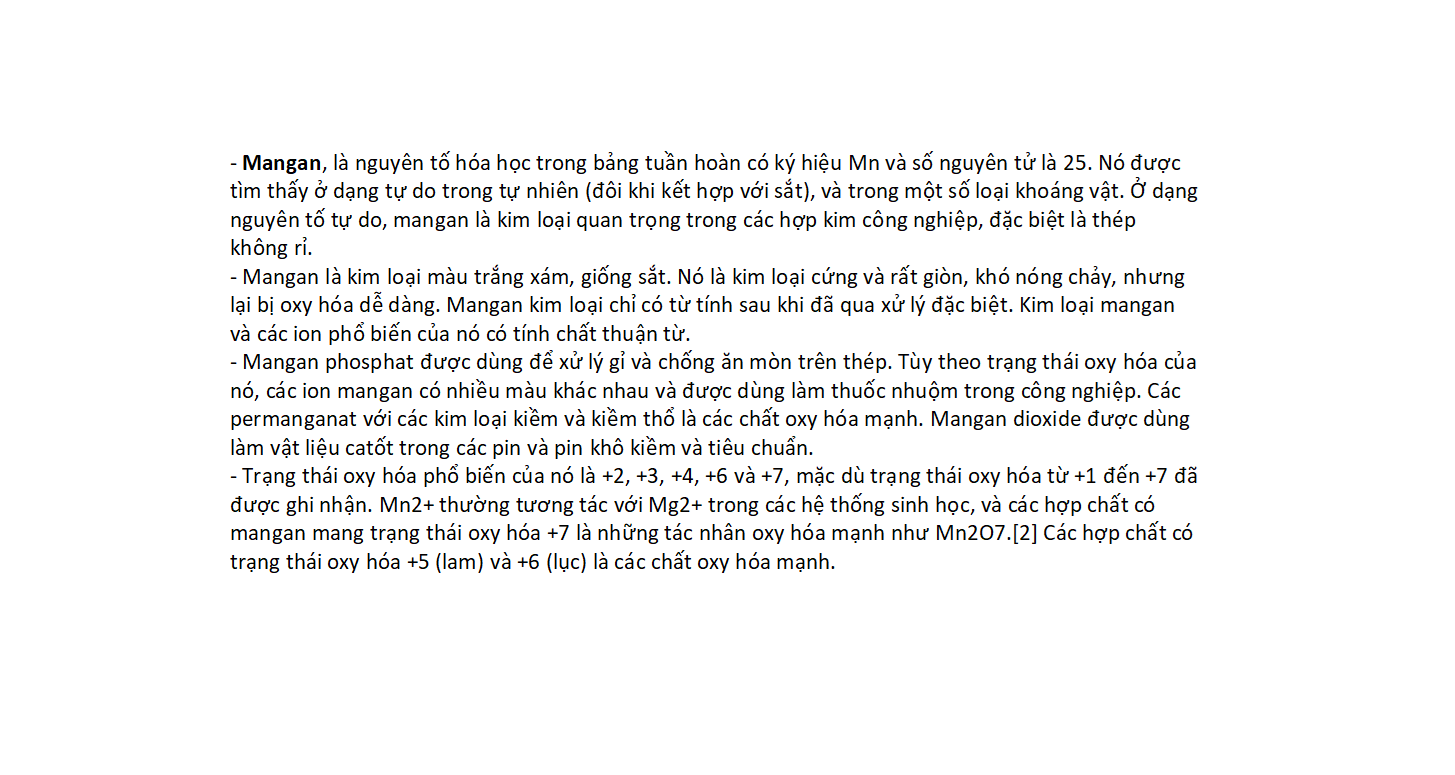 - Mangan, là nguyên tố hóa học trong bảng tuần hoàn có ký hiệu Mn và số nguyên tử là 25. Nó được
tìm thấy ở dạng tự do trong tự nhiên (đôi khi kết hợp với sắt), và trong một số loại khoáng vật. Ở dạng
nguyên tố tự do, mangan là kim loại quan trọng trong các hợp kim công nghiệp, đặc biệt là thép
không rỉ.
- Mangan là kim loại màu trắng xám, giống sắt. Nó là kim loại cứng và rất giòn, khó nóng chảy, nhưng
lại bị oxy hóa dễ dàng. Mangan kim loại chỉ có từ tính sau khi đã qua xử lý đặc biệt. Kim loại mangan
và các ion phổ biến của nó có tính chất thuận từ.
- Mangan phosphat được dùng để xử lý gỉ và chống ăn mòn trên thép. Tùy theo trạng thái oxy hóa của
nó, các ion mangan có nhiều màu khác nhau và được dùng làm thuốc nhuộm trong công nghiệp. Các
permanganat với các kim loại kiềm và kiềm thổ là các chất oxy hóa mạnh. Mangan dioxide được dùng
làm vật liệu catốt trong các pin và pin khô kiềm và tiêu chuẩn.
- Trạng thái oxy hóa phổ biến của nó là +2, +3, +4, +6 và +7, mặc dù trạng thái oxy hóa từ +1 đến +7 đã
được ghi nhận. Mn2+ thường tương tác với Mg2+ trong các hệ thống sinh học, và các hợp chất có
mangan mang trạng thái oxy hóa +7 là những tác nhân oxy hóa mạnh như Mn2O7.[2] Các hợp chất có
trạng thái oxy hóa +5 (lam) và +6 (lục) là các chất oxy hóa mạnh.